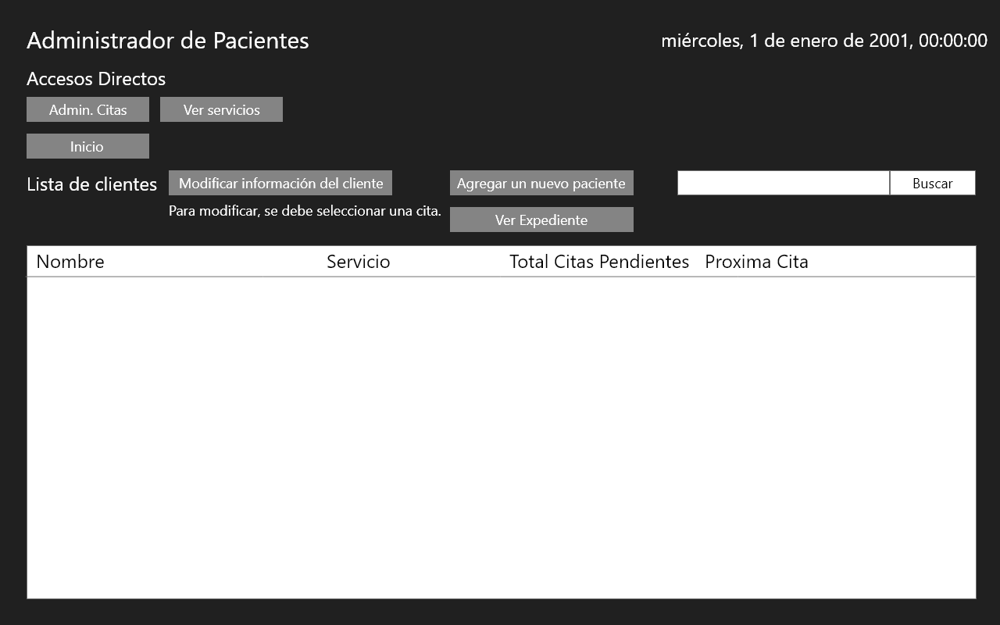 Administrador de Pacientes
miércoles, 1 de enero de 2001, 00:00:00
Accesos Directos
Admin. Citas
Ver servicios
Inicio
Lista de clientes
Modificar información del cliente
Agregar un nuevo paciente
Buscar
Para modificar, se debe seleccionar una cita.
Ver Expediente
Nombre
Servicio
Total Citas Pendientes
Proxima Cita